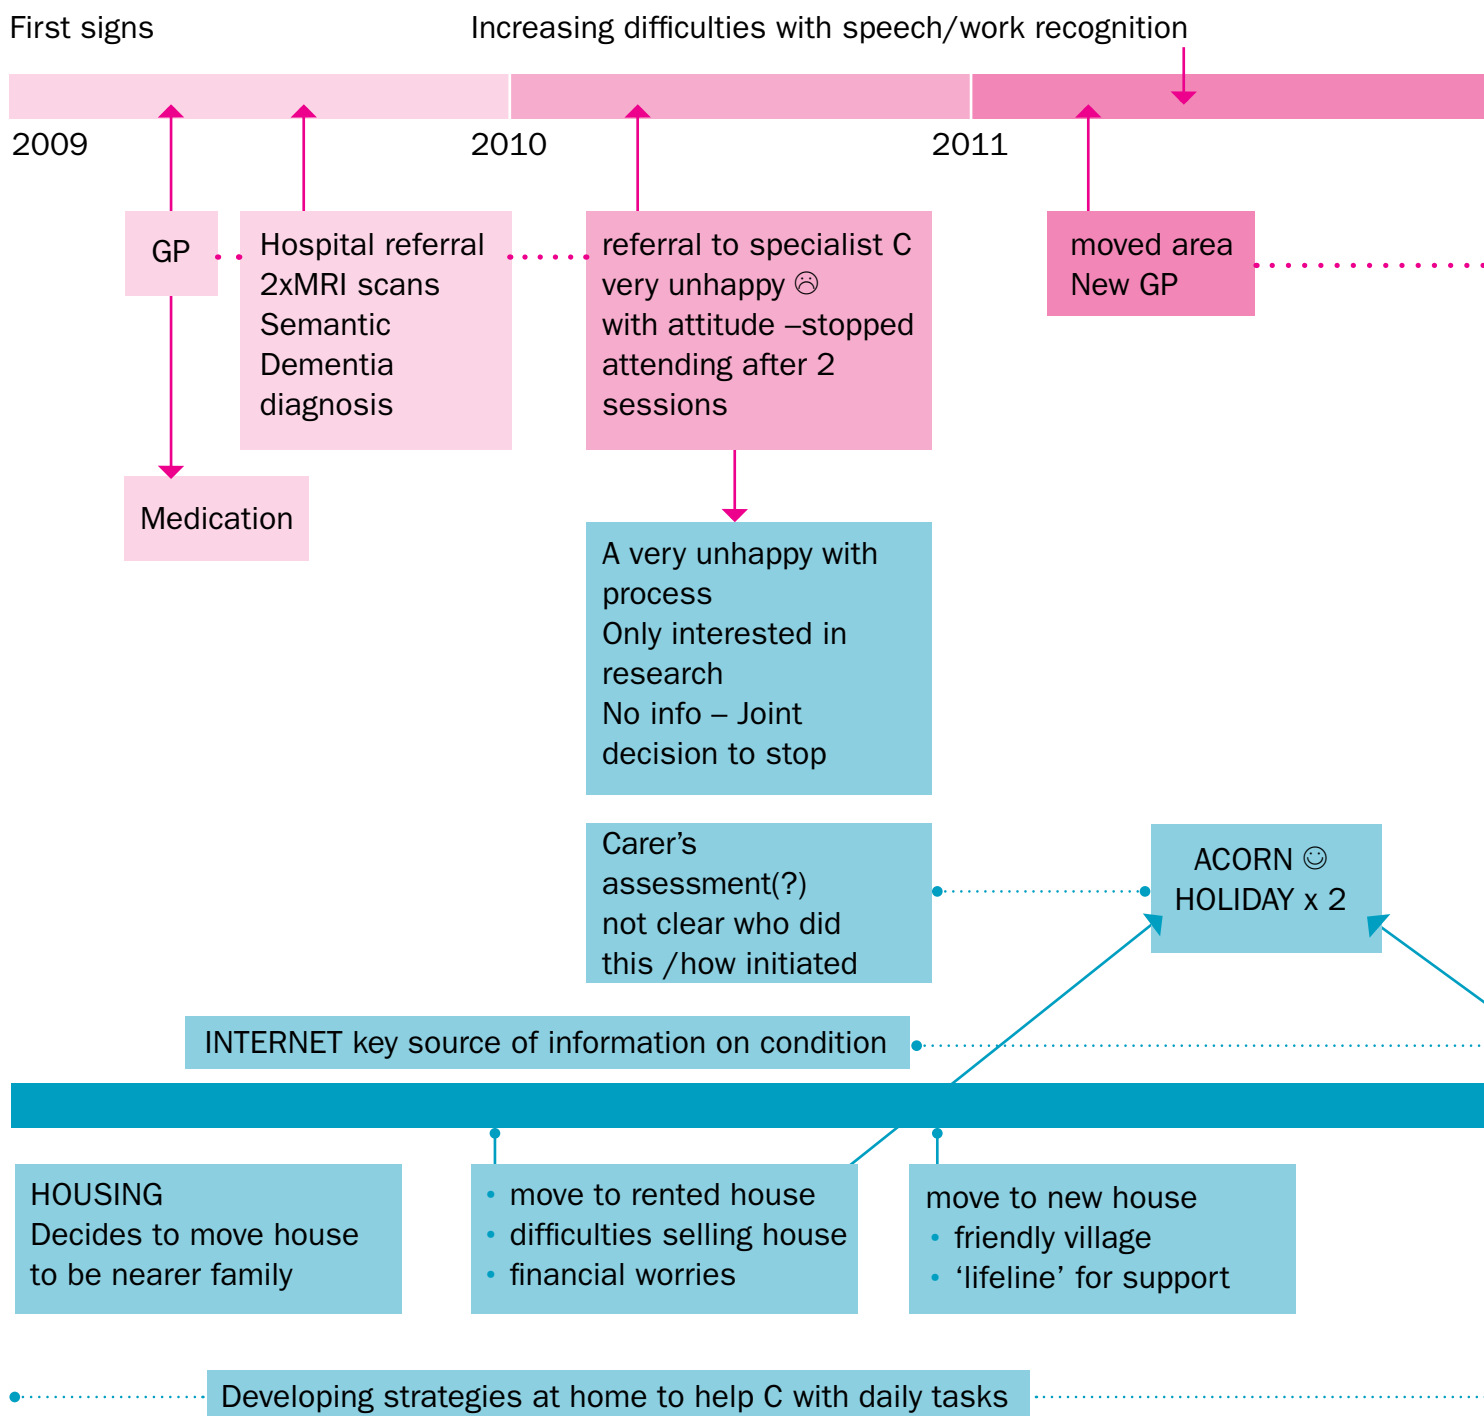 First signs
Increasing difficulties with speech/work recognition
2009
2010
2011
GP
Hospital referral
2xMRI scans
Semantic
Dementia
diagnosis
referral to specialist C
very unhappy ☹
with attitude –stopped
attending after 2
sessions
moved area
New GP
Medication
A very unhappy with
process
Only interested in
research
No info – Joint
decision to stop
Carer’s
assessment(?)
not clear who did
this /how initiated
ACORN ☺
HOLIDAY x 2
INTERNET key source of information on condition
HOUSING
Decides to move house
to be nearer family
• move to rented house
• difficulties selling house
• financial worries
move to new house
• friendly village
• ‘lifeline’ for support
Developing strategies at home to help C with daily tasks